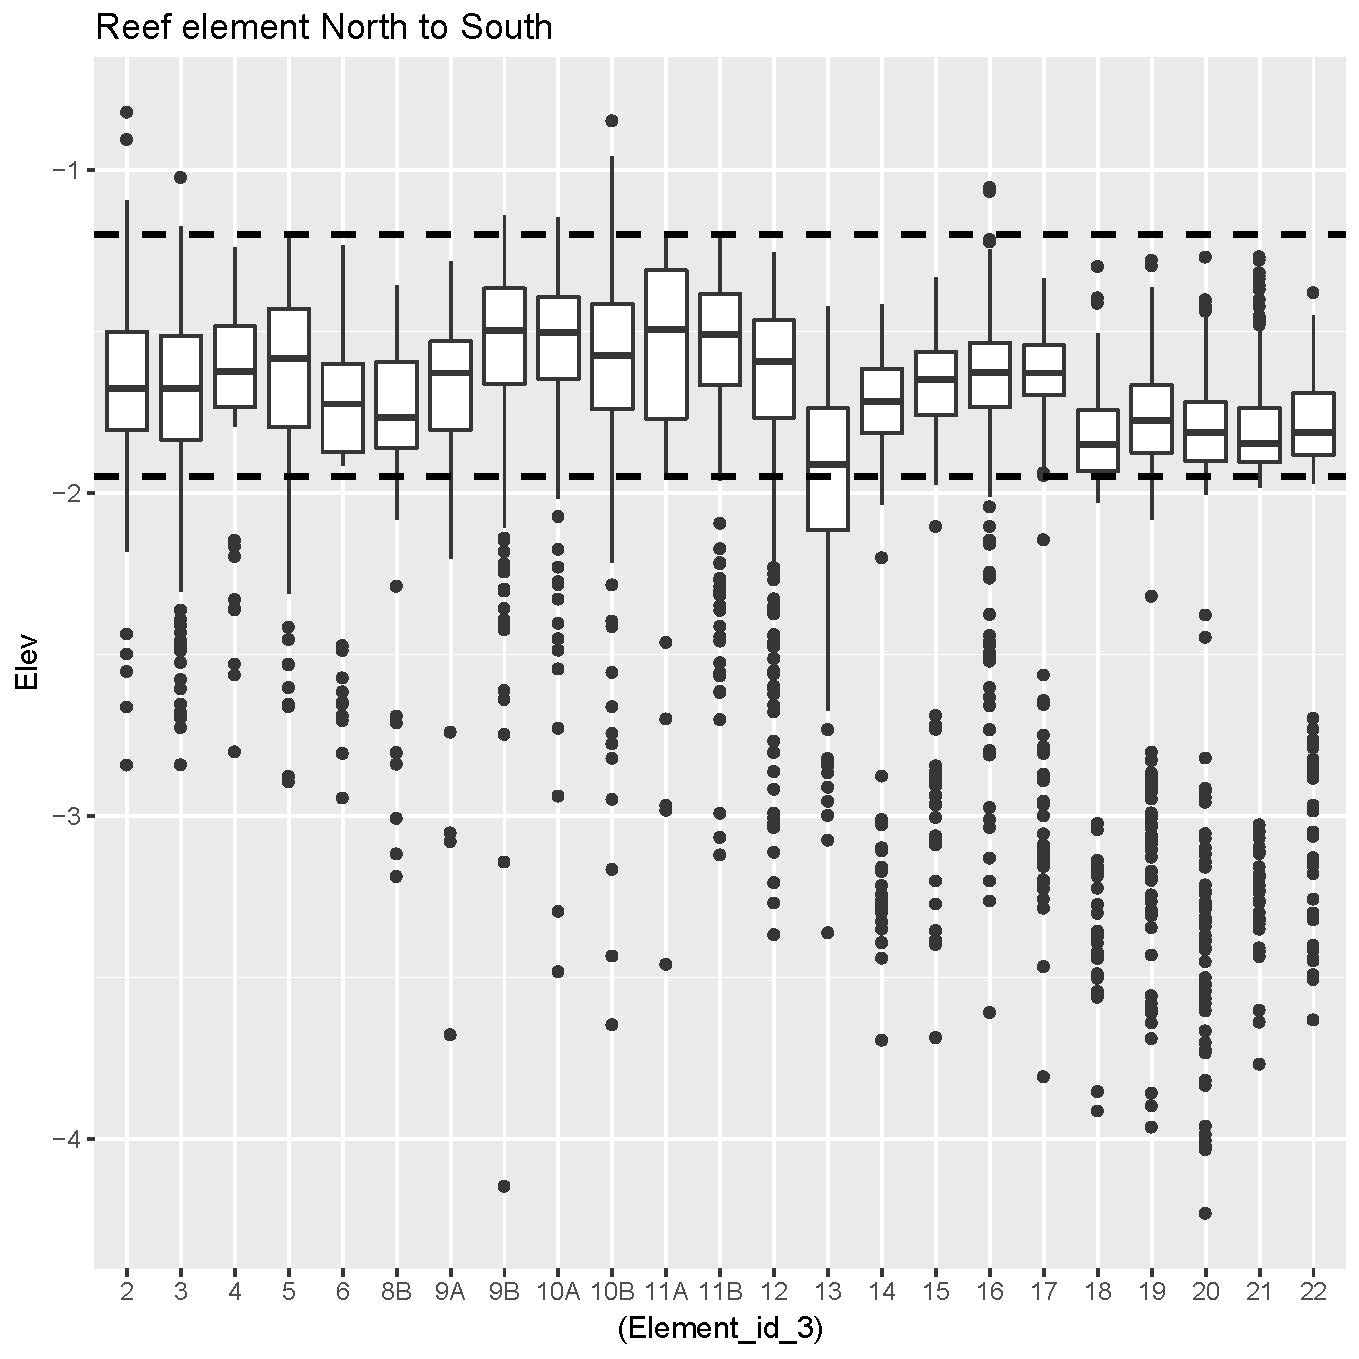 Reef element North to South
−1
−2
−3
−4
Elev
2 3 4 5 6 8B 9A 9B 10A 10B 11A 11B 12 13 14 15 16 17 18 19 20 21 22
(Element_id_3)